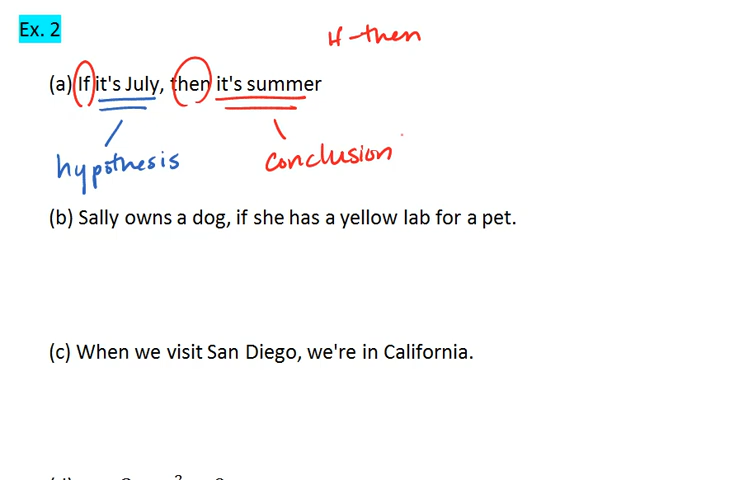 Ex. 2
If-then
(a) If it's July, then it's summer
hypothesis
conclusion
(b) Sally owns a dog, if she has a yellow lab for a pet.
(c) When we visit San Diego, we're in California.